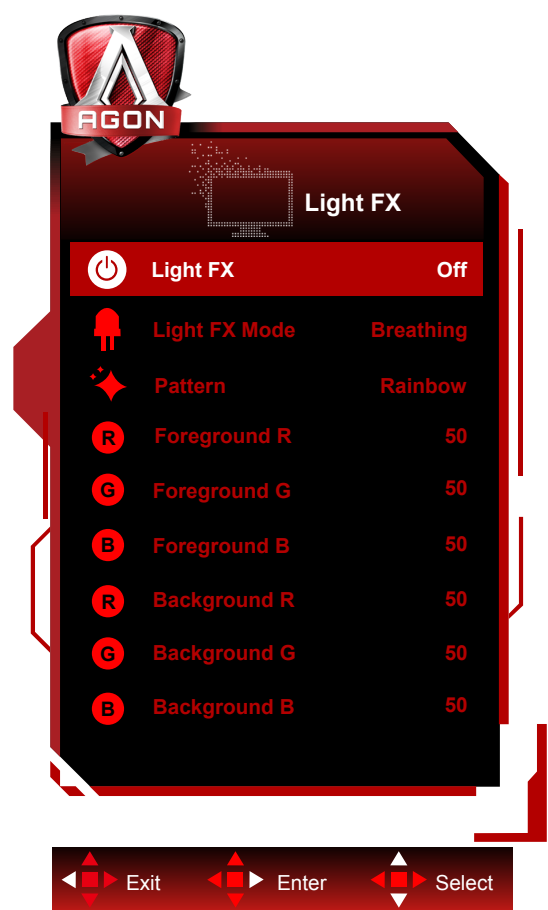 AGON
Light FX
Light FX Off
Light FX Mode Breathing
Pattern Rainbow
R Foreground R 50
G Foreground G 50
B Foreground B 50
R Background R 50
G Background G 50
B Background B 50
Exit Enter Select